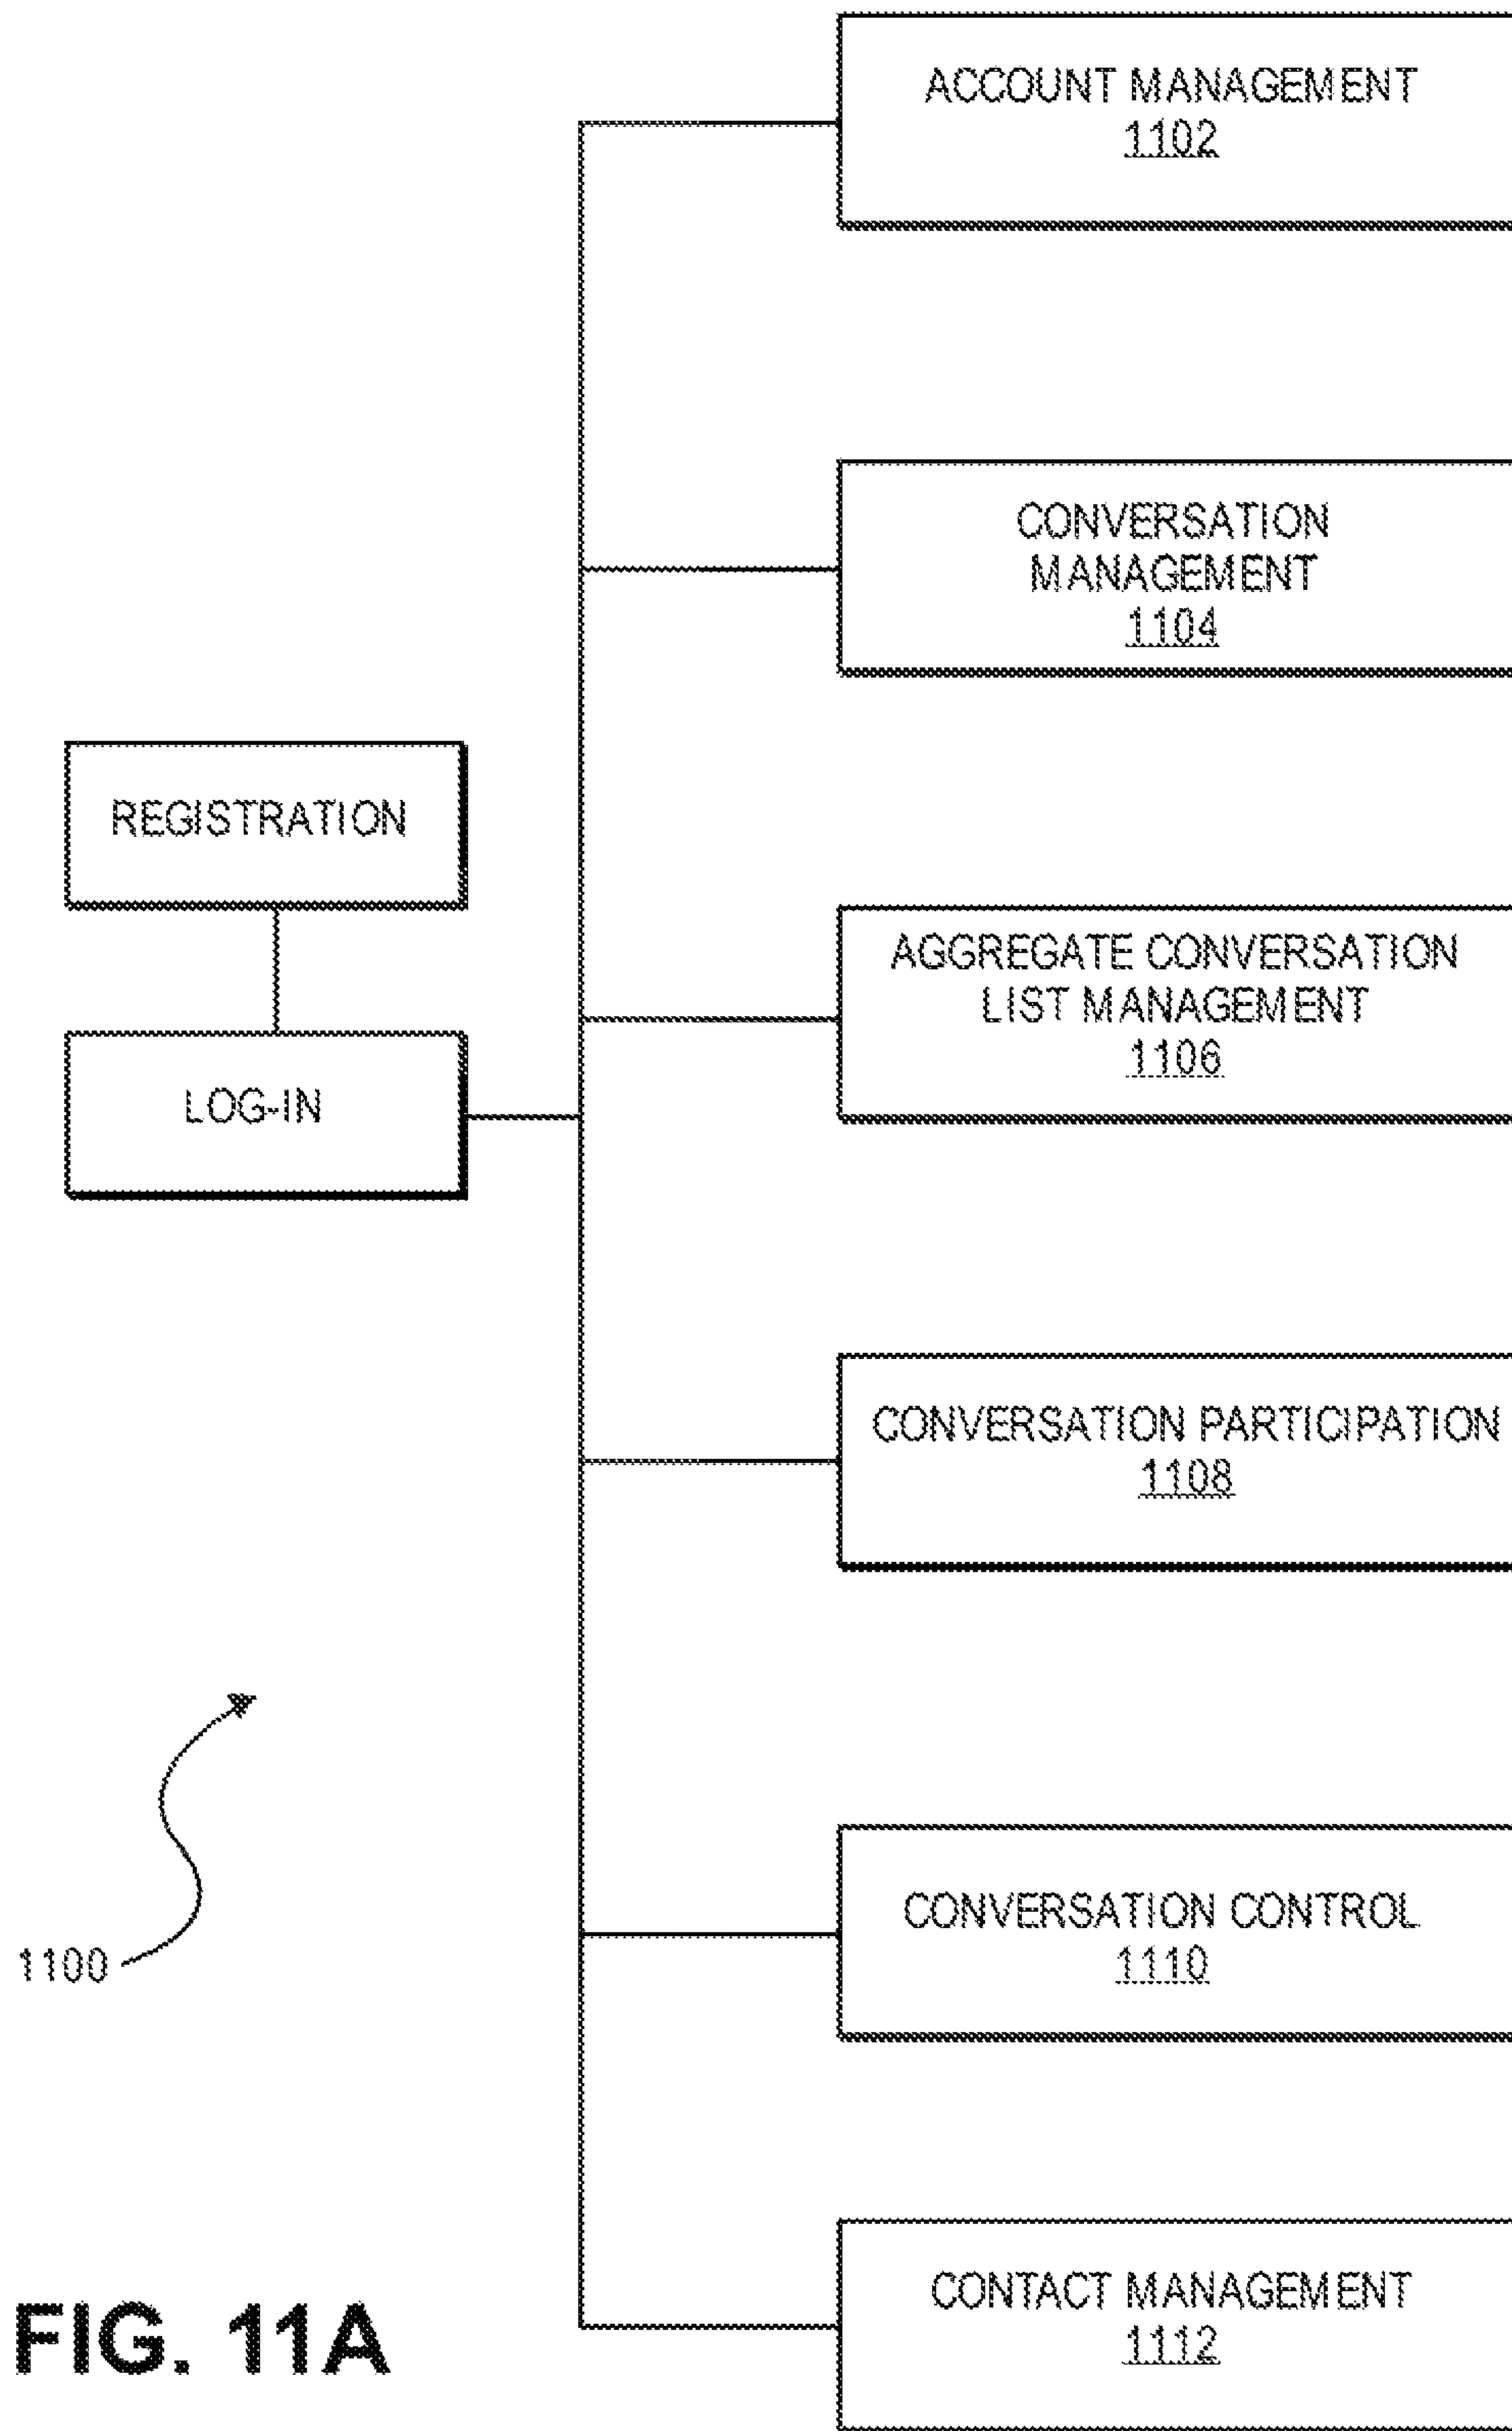 ACCOUNT MANAGEMENT
1102
CONVERSATION
MANAGEMENT
1104
REGISTRATION
AGGREGATE CONVERSATION
LIST MANAGEMENT
1106
LOG-IN
CONVERSATION PARTICIPATION
1108
CONVERSATION CONTROL
1110
1100
CONTACT MANAGEMENT
1112
FIG. 11A